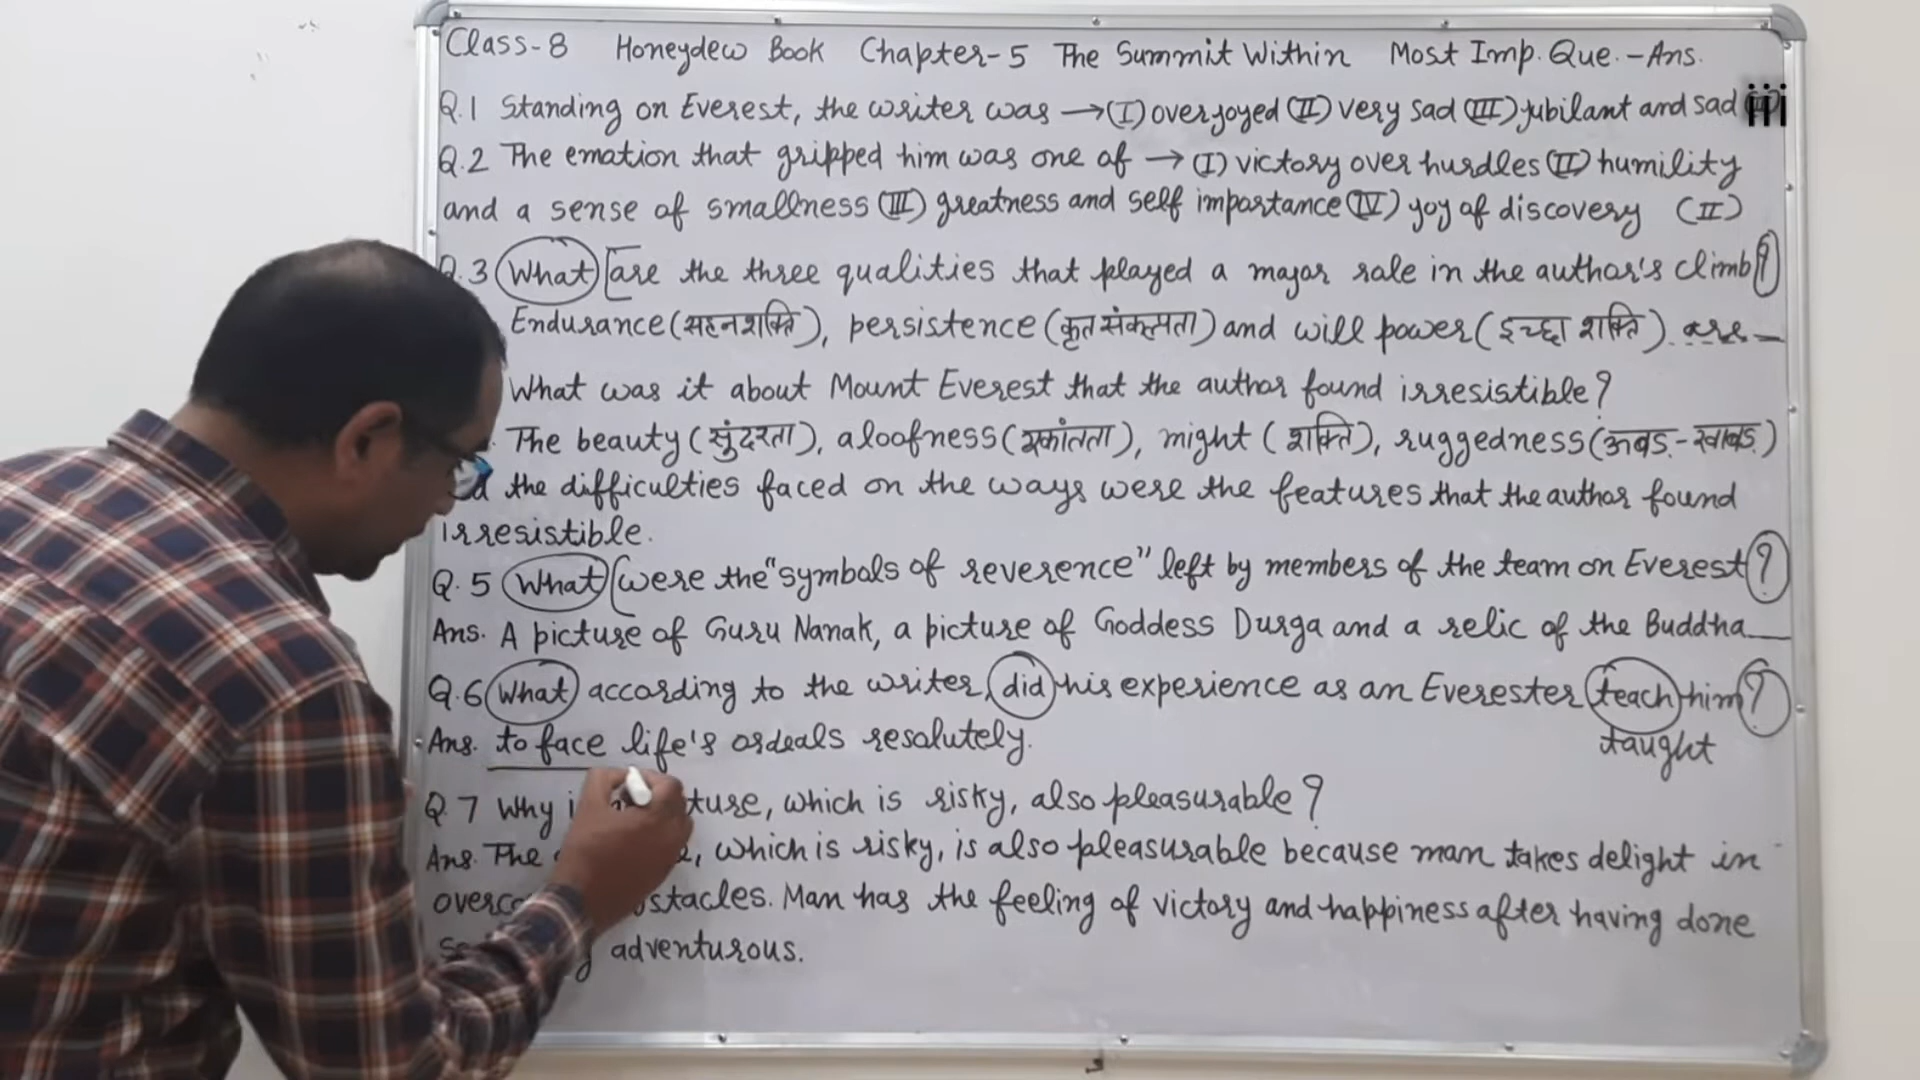 Class-8 Honeydew Book Chapter-5 The Summit Within Most Imp. Que.-Ans.
Q.1 Standing on Everest, the writer was → (I) overjoyed (II) very sad (III) jubilant and sad iii
Q.2 The emation that gripped him was one of → (I) victory over hurdles (II) humility
and a sense of smallness (III) greatness and self importance (IV) joy of discovery (II)
Q.3 What are the three qualities that played a major role in the author's climb?
Endurance (सहनशक्ति), persistence (कृतसंकल्पता) and will power (इच्छा शक्ति). are
What was it about Mount Everest that the author found irresistible?
The beauty (सुंदरता), aloofness (एकांतता), might (शक्ति), ruggedness (ऊबड़-खाबड़)
the difficulties faced on the ways were the features that the author found
irresistible.
Q.5 What were the "symbols of reverence" left by members of the team on Everest?
Ans. A picture of Guru Nanak, a picture of Goddess Durga and a relic of the Buddha
Q.6 What according to the writer, did his experience as an Everester teach him?
Ans. to face life's ordeals resolutely. taught
Q.7 Why which is risky, also pleasurable?
Ans. The which is risky, is also pleasurable because man takes delight in
Man has the feeling of victory and happiness after having done
adventurous.